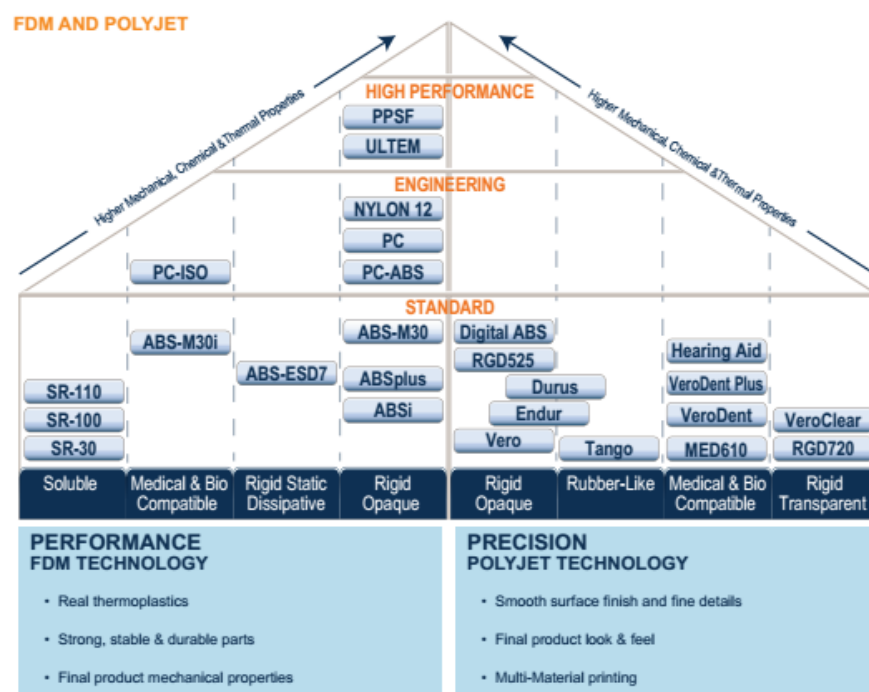 FDM AND POLYJET
Higher Mechanical, Chemical &Thermal Properties
Higher Mechanical, Chemical &Thermal Properties
HIGH PERFORMANCE
PPSF
ULTEM
ENGINEERING
NYLON 12
PC
PC-ISO
PC-ABS
STANDARD
ABS-M30
Digital ABS
ABS-M30i
Hearing Aid
RGD525
ABS-ESD7
ABSplus
Durus
VeroDent Plus
SR-110
ABSi
Endur
VeroDent
SR-100
VeroClear
Vero
SR-30
Tango
MED610
RGD720
Soluble
Medical & Bio
Compatible
Rigid Static
Dissipative
Rigid
Opaque
Rigid
Opaque
Rubber-Like
Medical & Bio
Compatible
Rigid
Transparent
PERFORMANCE
FDM TECHNOLOGY
• Real thermoplastics
• Strong, stable & durable parts
• Final product mechanical properties
PRECISION
POLYJET TECHNOLOGY
• Smooth surface finish and fine details
• Final product look & feel
• Multi-Material printing